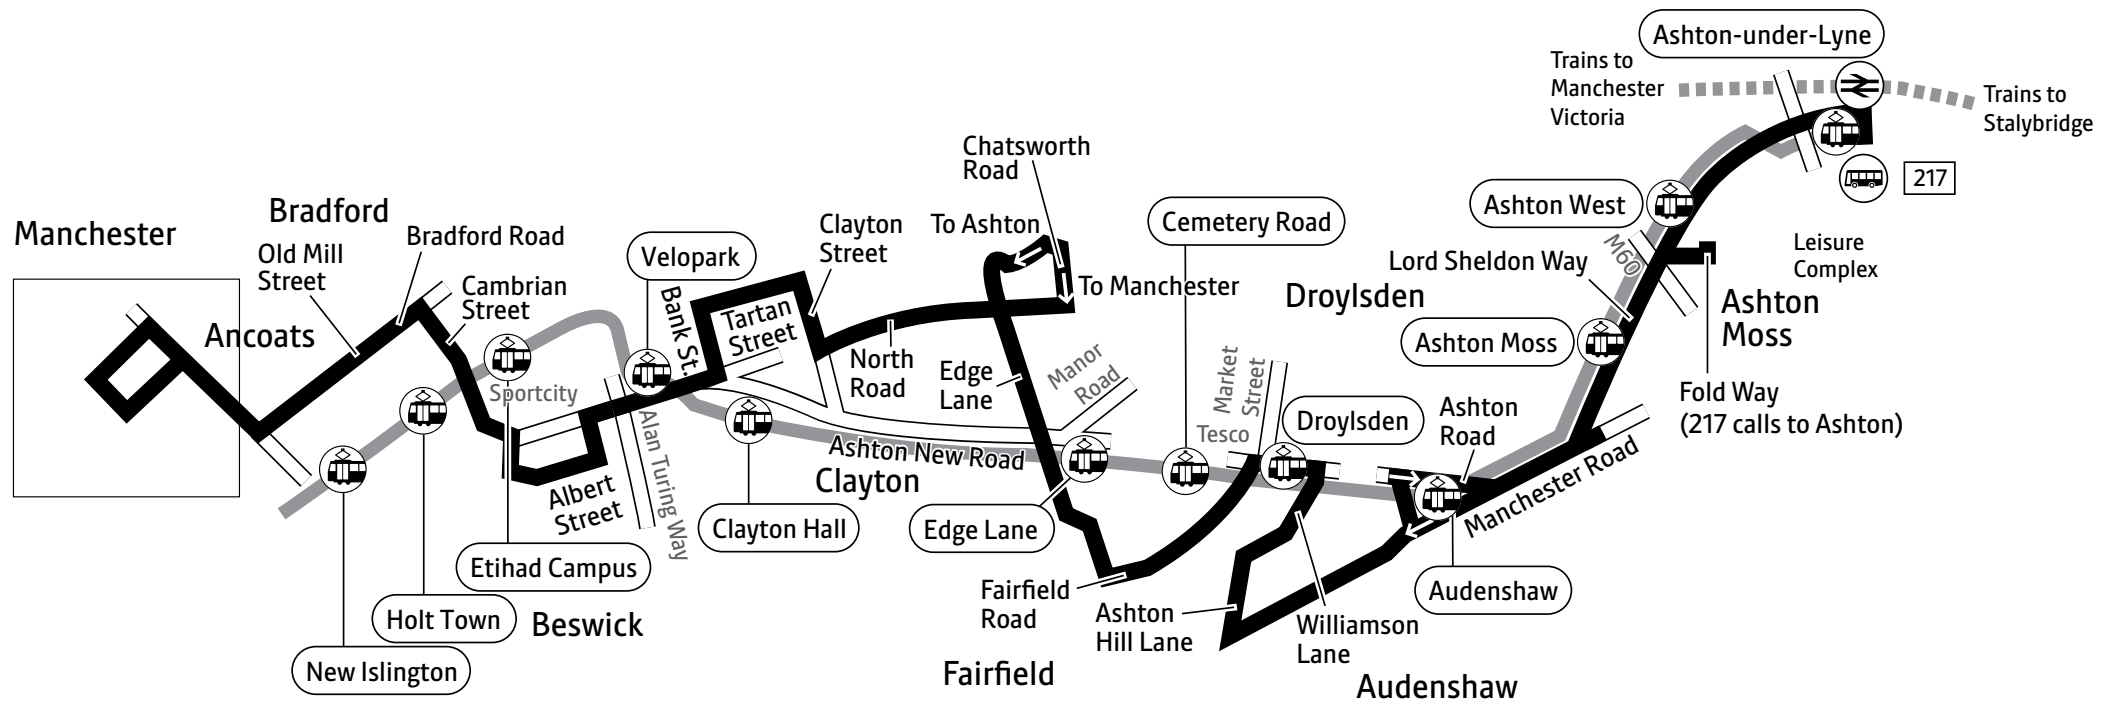 Ashton-under-Lyne
Trains to
Manchester
Victoria
Trains to
Stalybridge
217
Chatsworth
Road
Manchester
Bradford
Old Mill
Street
Bradford Road
Cambrian
Street
Ancoats
Velopark
Bank St.
Tartan
Street
Clayton
Street
To Ashton
To Manchester
Cemetery Road
Droylsden
Ashton West
M60
Lord Sheldon Way
Leisure
Complex
Ashton
Moss
Ashton Moss
Fold Way
(217 calls to Ashton)
North
Road
Edge
Lane
Manor
Road
Market
Street
Tesco
Droylsden
Ashton
Road
Manchester Road
Sportcity
Alan Turing Way
Ashton New Road
Clayton
Albert
Street
Clayton Hall
Edge Lane
Etihad Campus
Holt Town
Beswick
New Islington
Fairfield
Road
Ashton
Hill Lane
Williamson
Lane
Audenshaw
Fairfield
Audenshaw